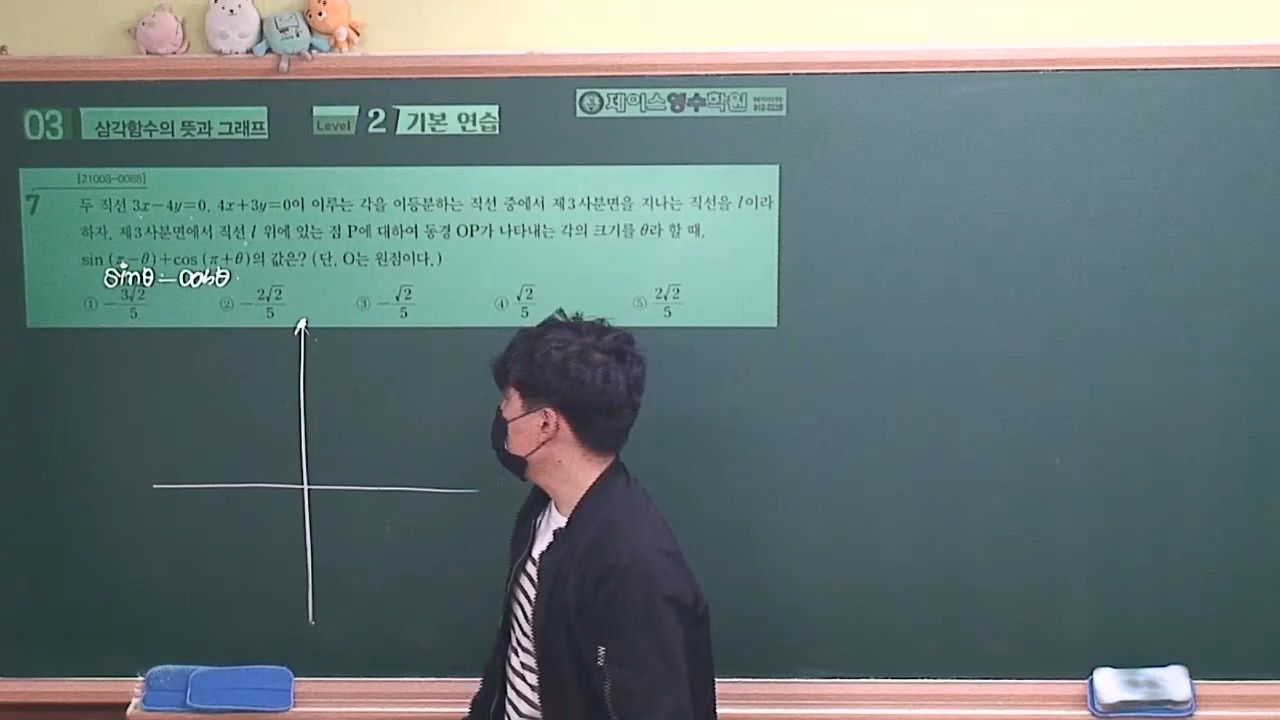 03 삼각함수의 뜻과 그래프 Level 2 기본 연습 제이스영수학원
[21008-0088]
7 두 직선 3x-4y=0, 4x+3y=0이 이루는 각을 이등분하는 직선 중에서 제3사분면을 지나는 직선을 l이라
하자. 제3사분면에서 직선 l 위에 있는 점 P에 대하여 동경 OP가 나타내는 각의 크기를 θ라 할 때,
sin (π-θ)+cos (π+θ)의 값은? (단, O는 원점이다.)
sinθ - cosθ
① -3√2/5 ② -2√2/5 ③ -√2/5 ④ √2/5 ⑤ 2√2/5